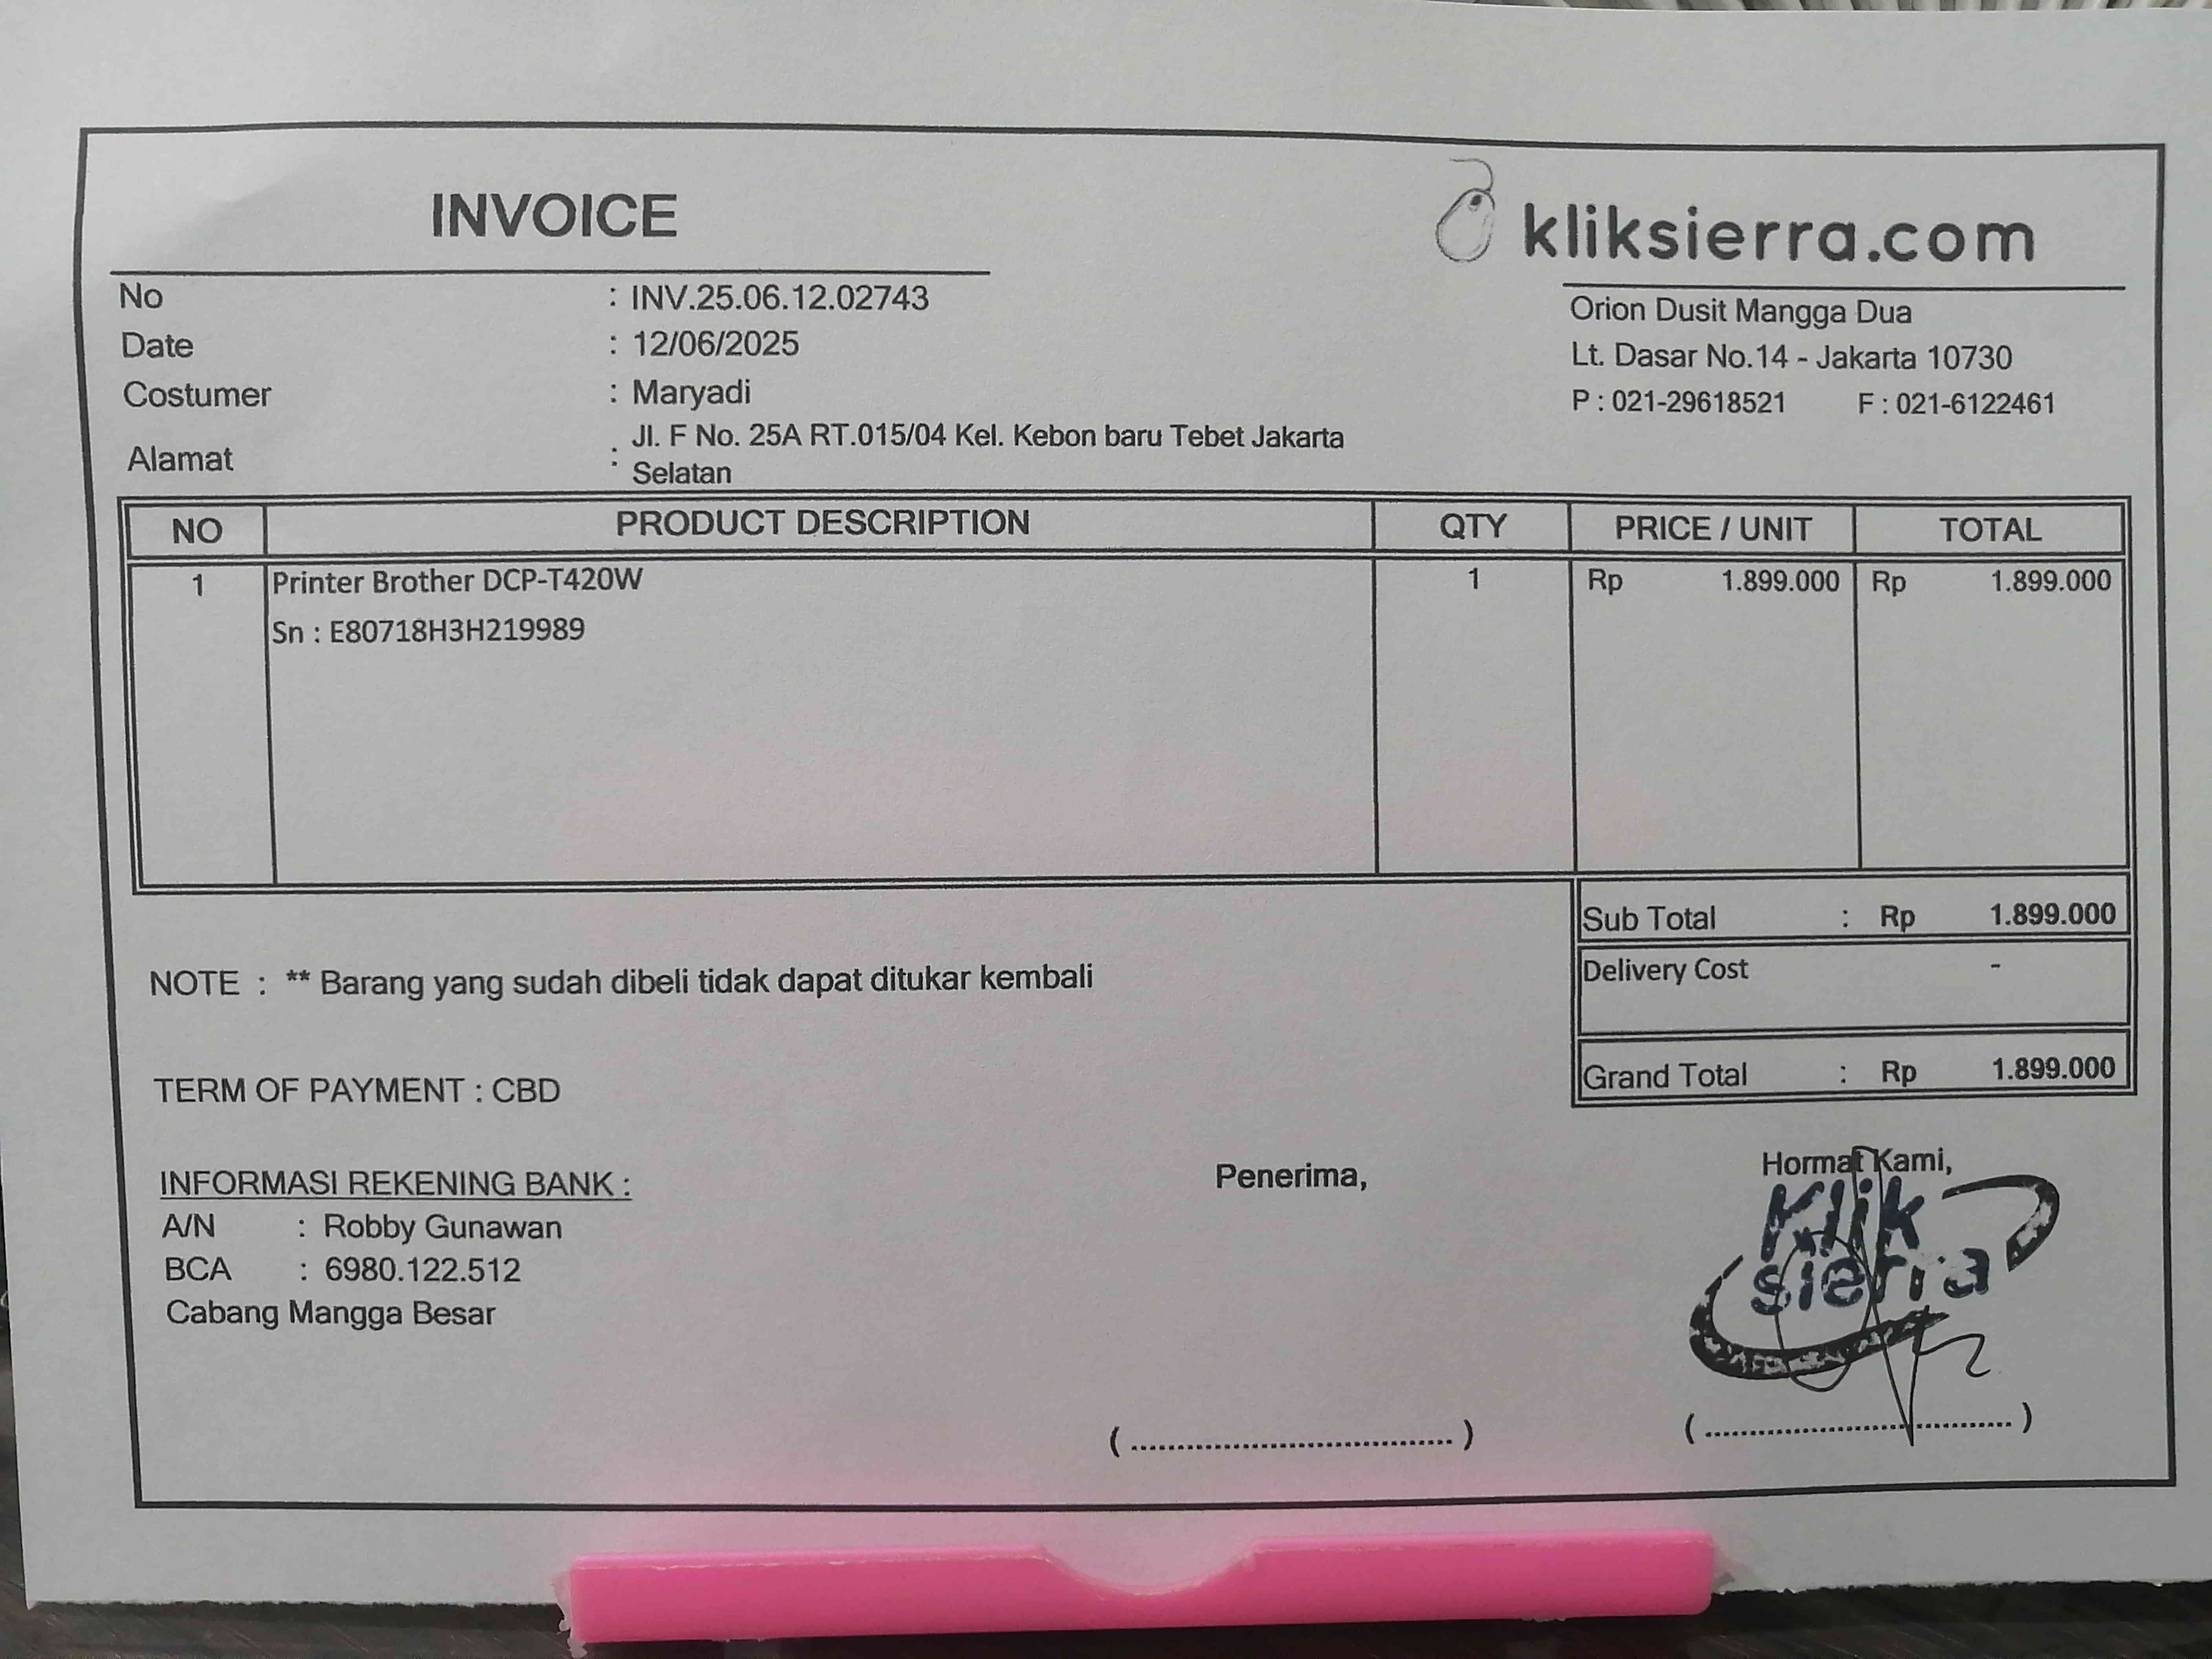 INVOICE
kliksierra.com
No : INV.25.06.12.02743
Date : 12/06/2025
Costumer : Maryadi
Alamat : Jl. F No. 25A RT.015/04 Kel. Kebon baru Tebet Jakarta
Selatan
Orion Dusit Mangga Dua
Lt. Dasar No.14 - Jakarta 10730
P : 021-29618521 F : 021-6122461
NO PRODUCT DESCRIPTION QTY PRICE / UNIT TOTAL
1 Printer Brother DCP-T420W 1 Rp 1.899.000 Rp 1.899.000
Sn : E80718H3H219989
Sub Total : Rp 1.899.000
Delivery Cost -
Grand Total : Rp 1.899.000
NOTE : ** Barang yang sudah dibeli tidak dapat ditukar kembali
TERM OF PAYMENT : CBD
INFORMASI REKENING BANK :
A/N : Robby Gunawan
BCA : 6980.122.512
Cabang Mangga Besar
Penerima,
( .................................. )
Hormat Kami,
Klik
sierra
( .................................. )